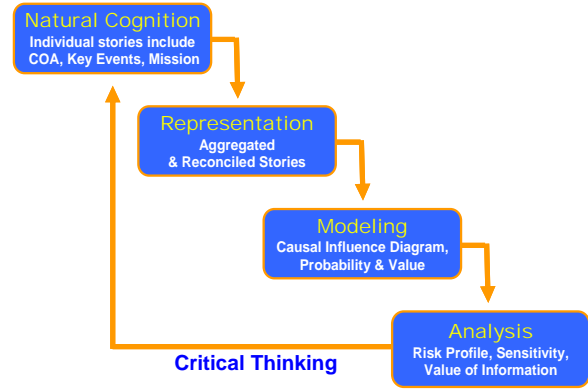 Natural Cognition
Individual stories include
COA, Key Events, Mission
Representation
Aggregated
& Reconciled Stories
Modeling
Causal Influence Diagram,
Probability & Value
Analysis
Risk Profile, Sensitivity,
Value of Information
Critical Thinking